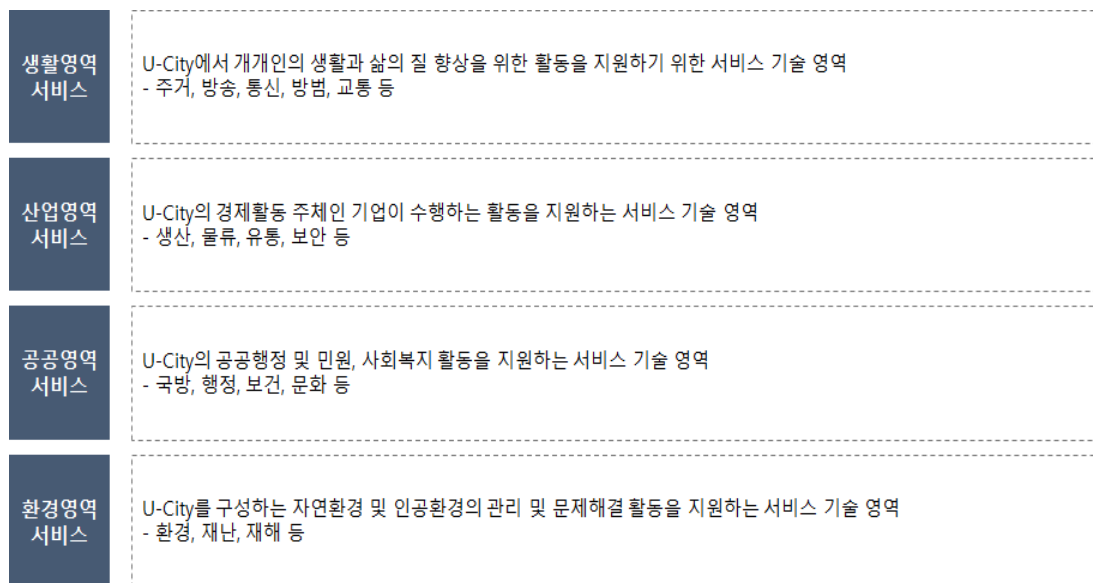 생활영역
서비스
U-City에서 개개인의 생활과 삶의 질 향상을 위한 활동을 지원하기 위한 서비스 기술 영역
- 주거, 방송, 통신, 방범, 교통 등
산업영역
서비스
U-City의 경제활동 주체인 기업이 수행하는 활동을 지원하는 서비스 기술 영역
- 생산, 물류, 유통, 보안 등
공공영역
서비스
U-City의 공공행정 및 민원, 사회복지 활동을 지원하는 서비스 기술 영역
- 국방, 행정, 보건, 문화 등
환경영역
서비스
U-City를 구성하는 자연환경 및 인공환경의 관리 및 문제해결 활동을 지원하는 서비스 기술 영역
- 환경, 재난, 재해 등